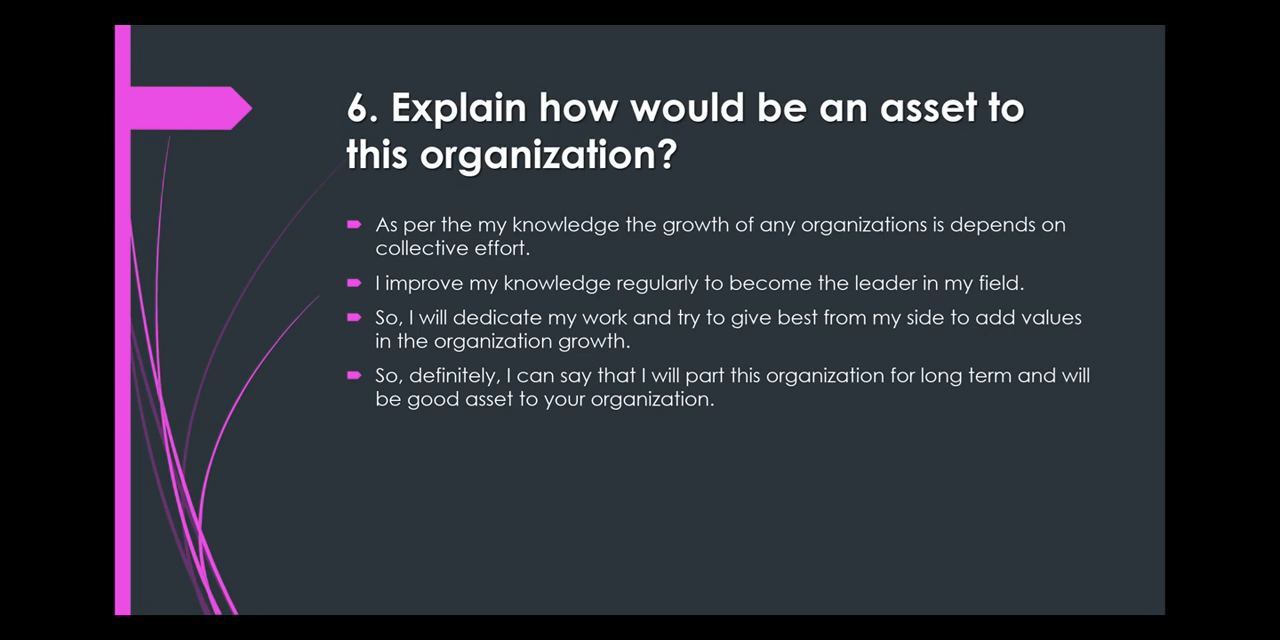 6. Explain how would be an asset to
this organization?
As per the my knowledge the growth of any organizations is depends on
collective effort.
I improve my knowledge regularly to become the leader in my field.
So, I will dedicate my work and try to give best from my side to add values
in the organization growth.
So, definitely, I can say that I will part this organization for long term and will
be good asset to your organization.